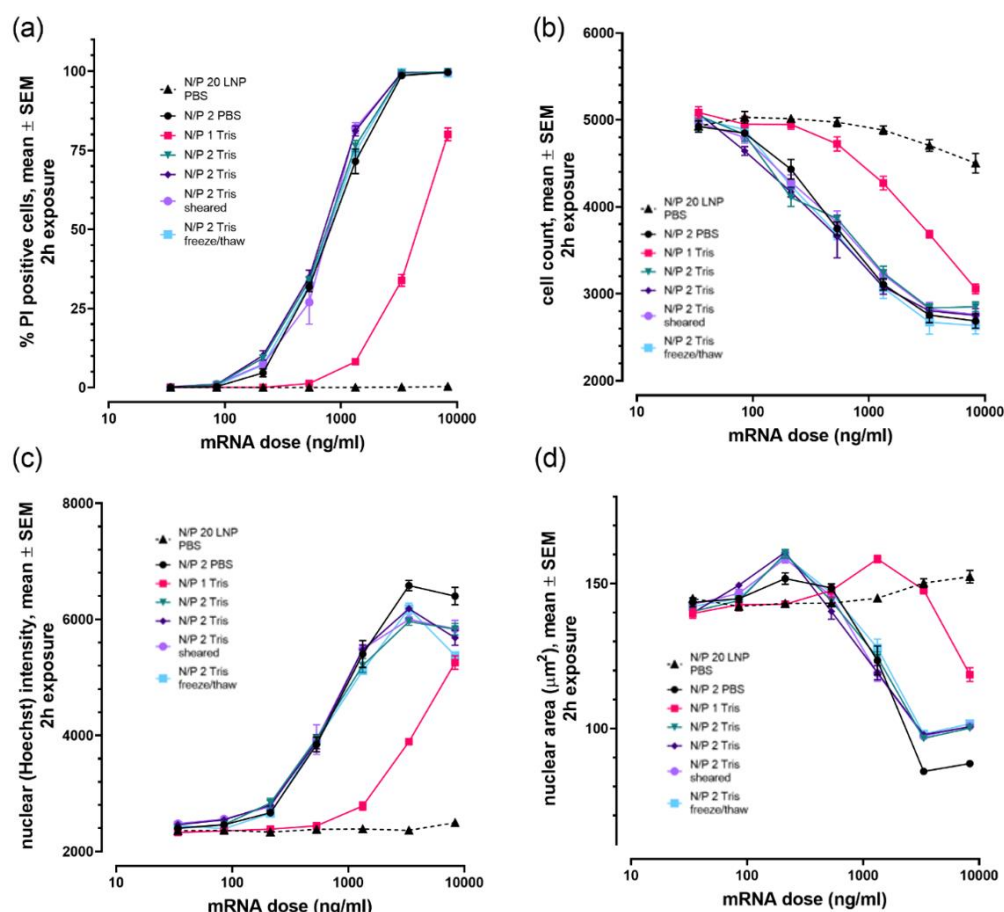 (a)
% PI positive cells, mean ± SEM
2h exposure
100
75
50
25
0
N/P 20 LNP
PBS
N/P 2 PBS
N/P 1 Tris
N/P 2 Tris
N/P 2 Tris
N/P 2 Tris
sheared
N/P 2 Tris
freeze/thaw
10
100
1000
10000
mRNA dose (ng/ml)
(b)
cell count, mean ± SEM
2h exposure
6000
5000
4000
3000
2000
N/P 20 LNP
PBS
N/P 2 PBS
N/P 1 Tris
N/P 2 Tris
N/P 2 Tris
N/P 2 Tris
sheared
N/P 2 Tris
freeze/thaw
10
100
1000
10000
mRNA dose (ng/ml)
(c)
nuclear (Hoechst) intensity, mean ± SEM
2h exposure
8000
6000
4000
2000
N/P 20 LNP
PBS
N/P 2 PBS
N/P 1 Tris
N/P 2 Tris
N/P 2 Tris
N/P 2 Tris
sheared
N/P 2 Tris
freeze/thaw
10
100
1000
10000
mRNA dose (ng/ml)
(d)
nuclear area (µm²), mean ± SEM
2h exposure
150
100
N/P 20 LNP
PBS
N/P 2 PBS
N/P 1 Tris
N/P 2 Tris
N/P 2 Tris
N/P 2 Tris
sheared
N/P 2 Tris
freeze/thaw
10
100
1000
10000
mRNA dose (ng/ml)